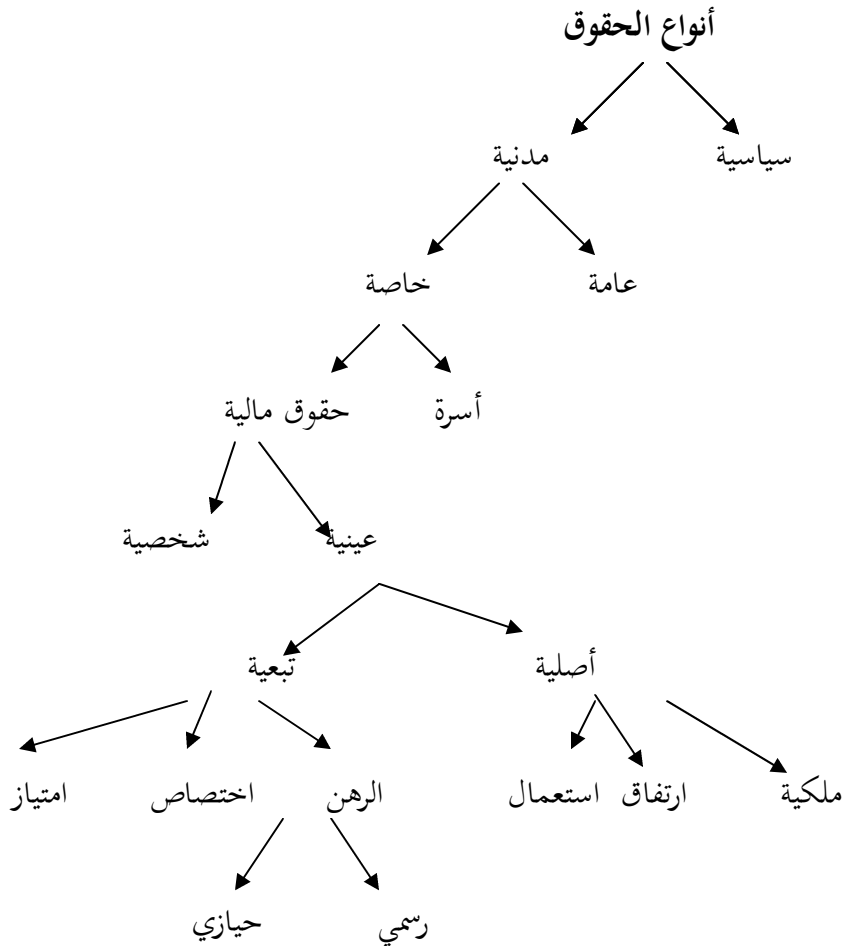 أنواع الحقوق
سياسية مدنية
عامة خاصة
أسرة حقوق مالية
عينية شخصية
أصلية تبعية
ملكية ارتفاق استعمال الرهن اختصاص امتياز
رسمي حيازي